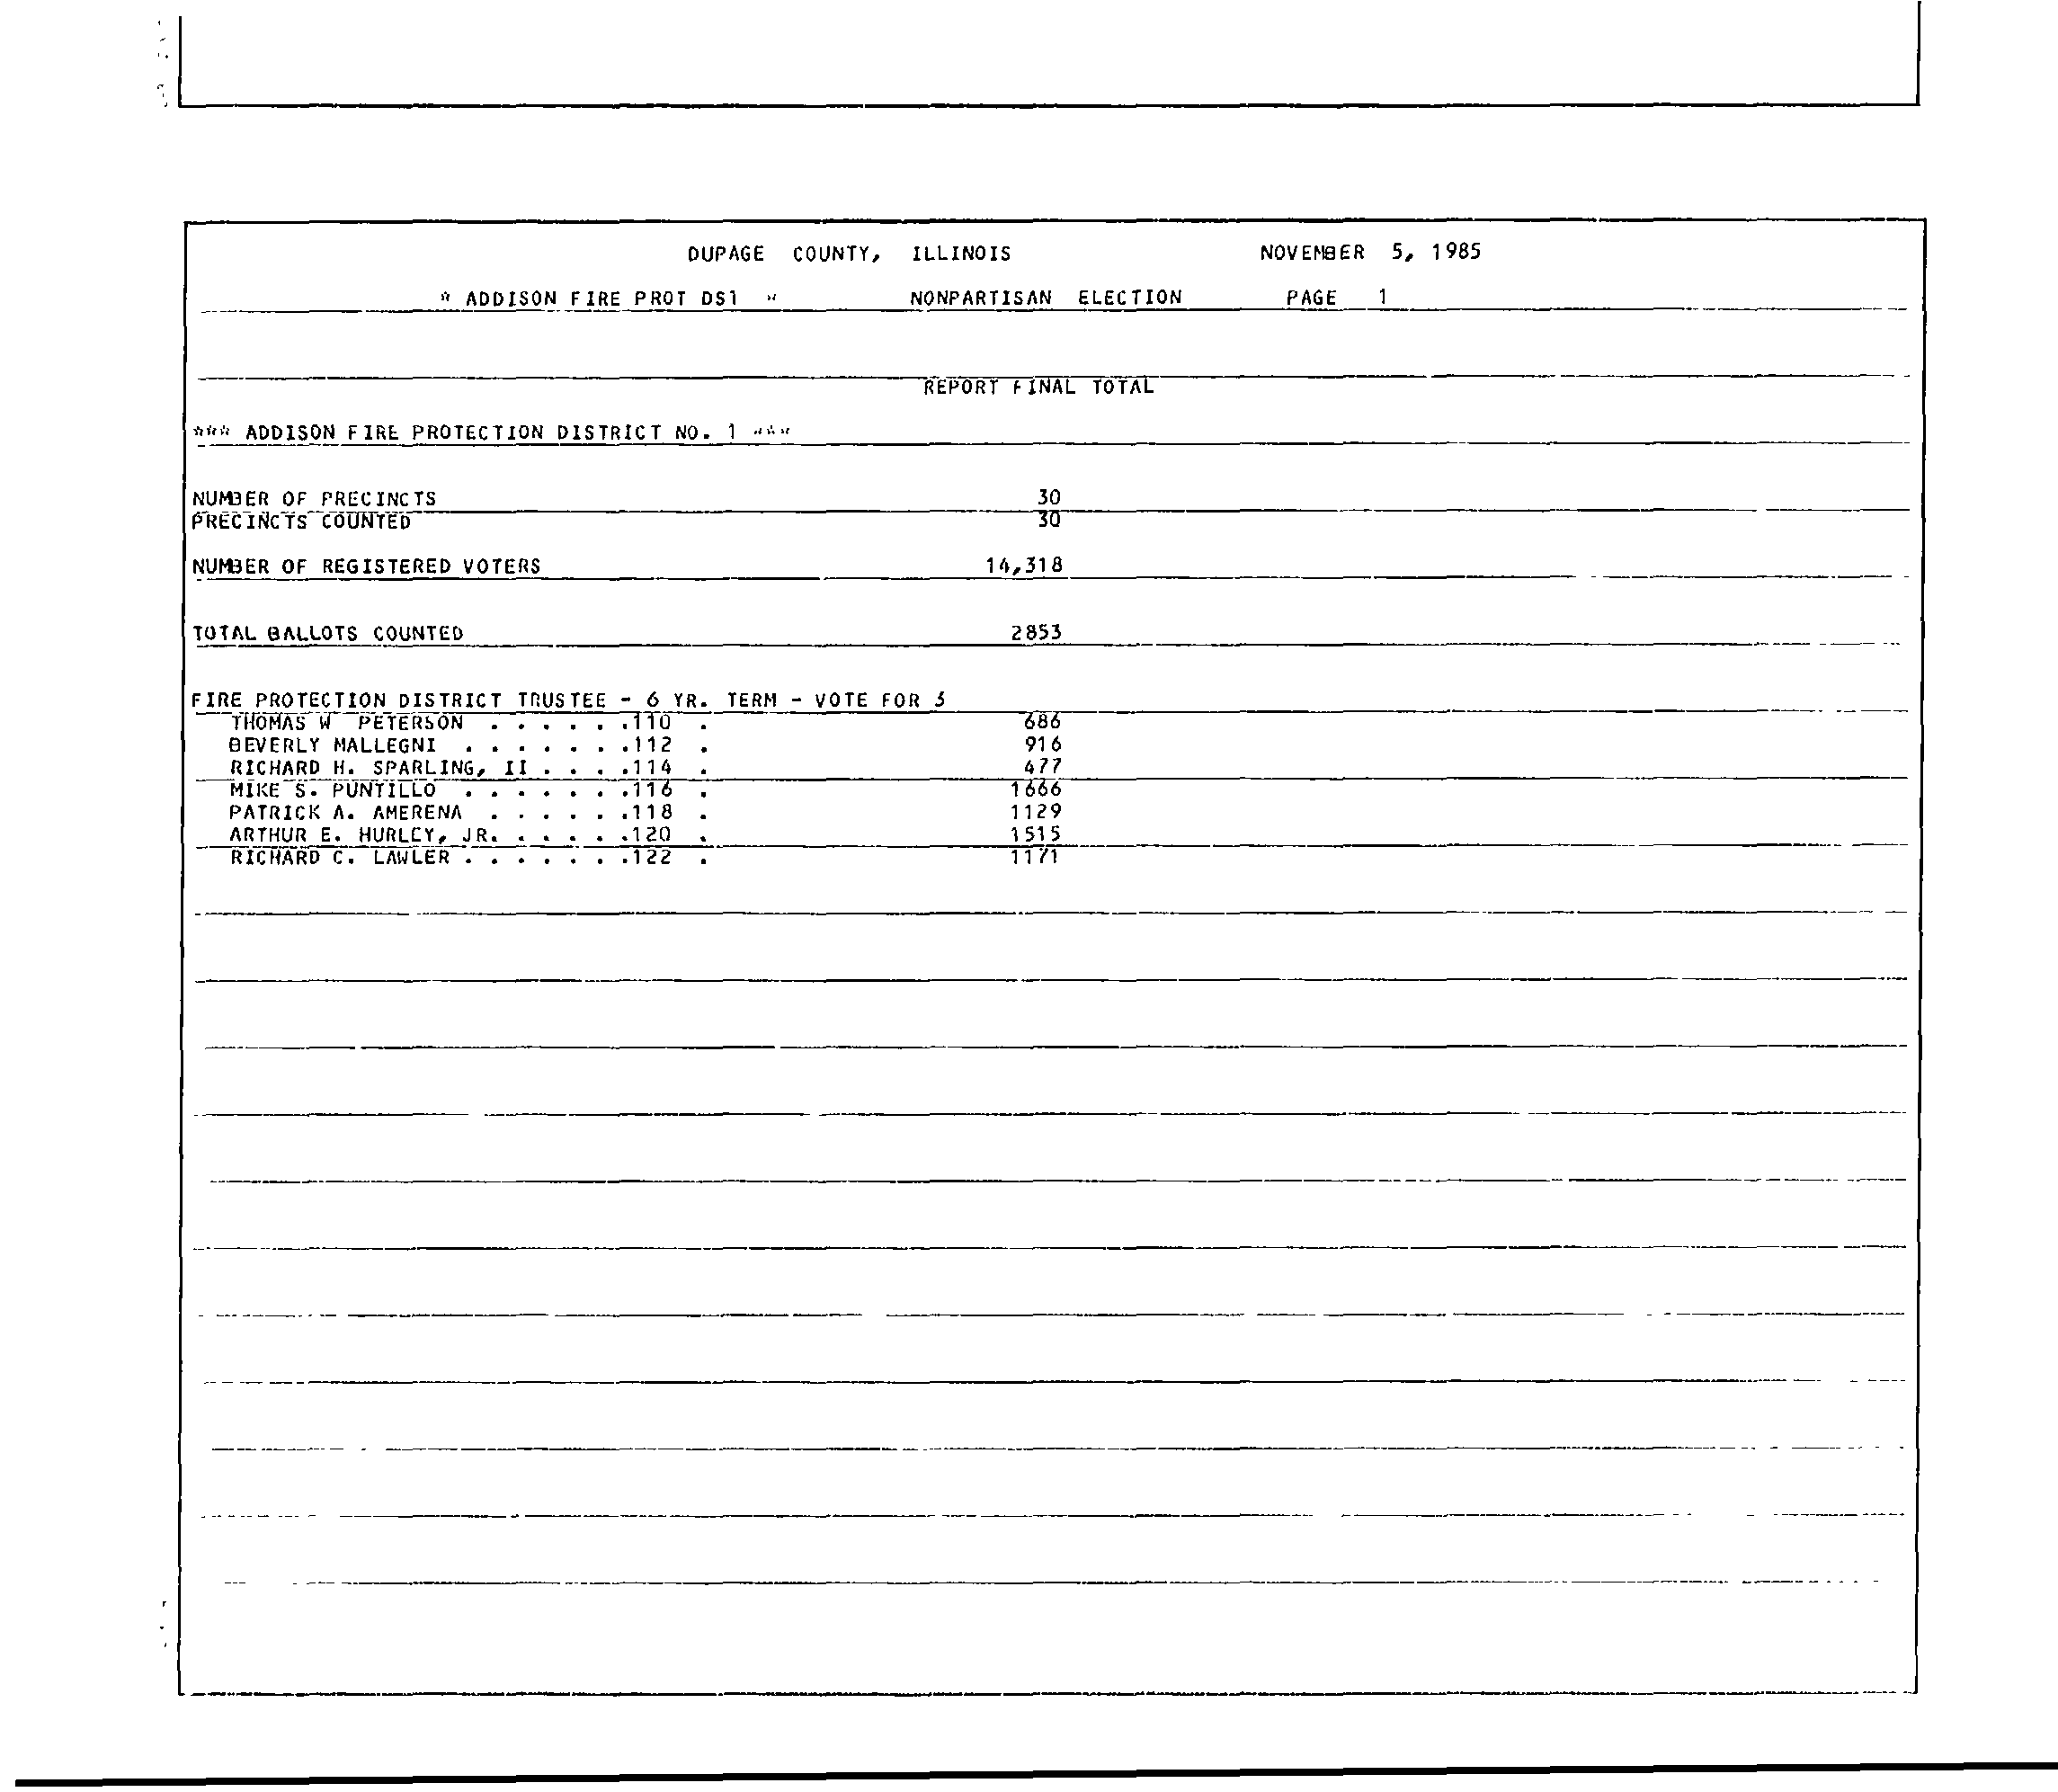 DUPAGE COUNTY, ILLINOIS NOVEMBER 5, 1985
* ADDISON FIRE PROT DS1 * NONPARTISAN ELECTION PAGE 1
REPORT FINAL TOTAL
*** ADDISON FIRE PROTECTION DISTRICT NO. 1 ***
NUMBER OF PRECINCTS 30
PRECINCTS COUNTED 30
NUMBER OF REGISTERED VOTERS 14,318
TOTAL BALLOTS COUNTED 2853
FIRE PROTECTION DISTRICT TRUSTEE - 6 YR. TERM - VOTE FOR 3
THOMAS W PETERSON . . . . . .110 . 686
BEVERLY MALLEGNI . . . . . . .112 . 916
RICHARD H. SPARLING, II . . . .114 . 477
MIKE S. PUNTILLO . . . . . . .116 . 1666
PATRICK A. AMERENA . . . . . .118 . 1129
ARTHUR E. HURLEY, JR. . . . . .120 . 1515
RICHARD C. LAWLER . . . . . . .122 . 1171